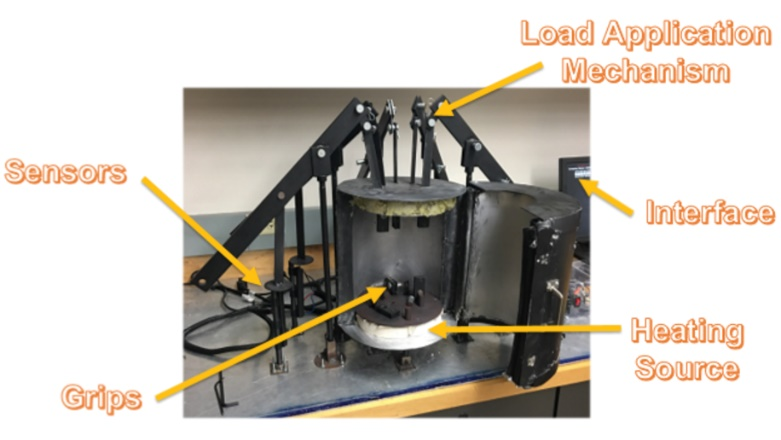 Load Application
Mechanism
Sensors
Interface
Heating
Source
Grips